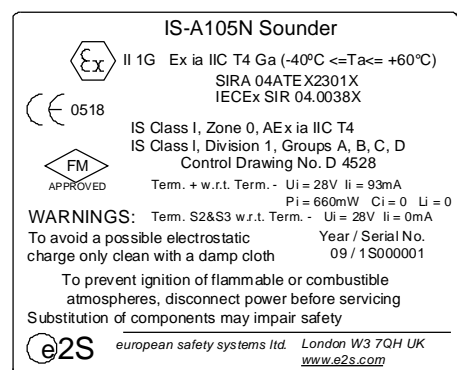 IS-A105N Sounder
Ex II 1G Ex ia IIC T4 Ga (-40ºC <=Ta<= +60ºC)
SIRA 04ATEX2301X
IECEx SIR 04.0038X
CE 0518
IS Class I, Zone 0, AEx ia IIC T4
IS Class I, Division 1, Groups A, B, C, D
Control Drawing No. D 4528
FM
APPROVED
Term. + w.r.t. Term. - Ui = 28V Ii = 93mA
Pi = 660mW Ci = 0 Li = 0
WARNINGS: Term. S2&S3 w.r.t. Term. - Ui = 28V Ii = 0mA
To avoid a possible electrostatic
charge only clean with a damp cloth
Year / Serial No.
09 / 1S000001
To prevent ignition of flammable or combustible
atmospheres, disconnect power before servicing
Substitution of components may impair safety
e2S european safety systems ltd. London W3 7QH UK
www.e2s.com